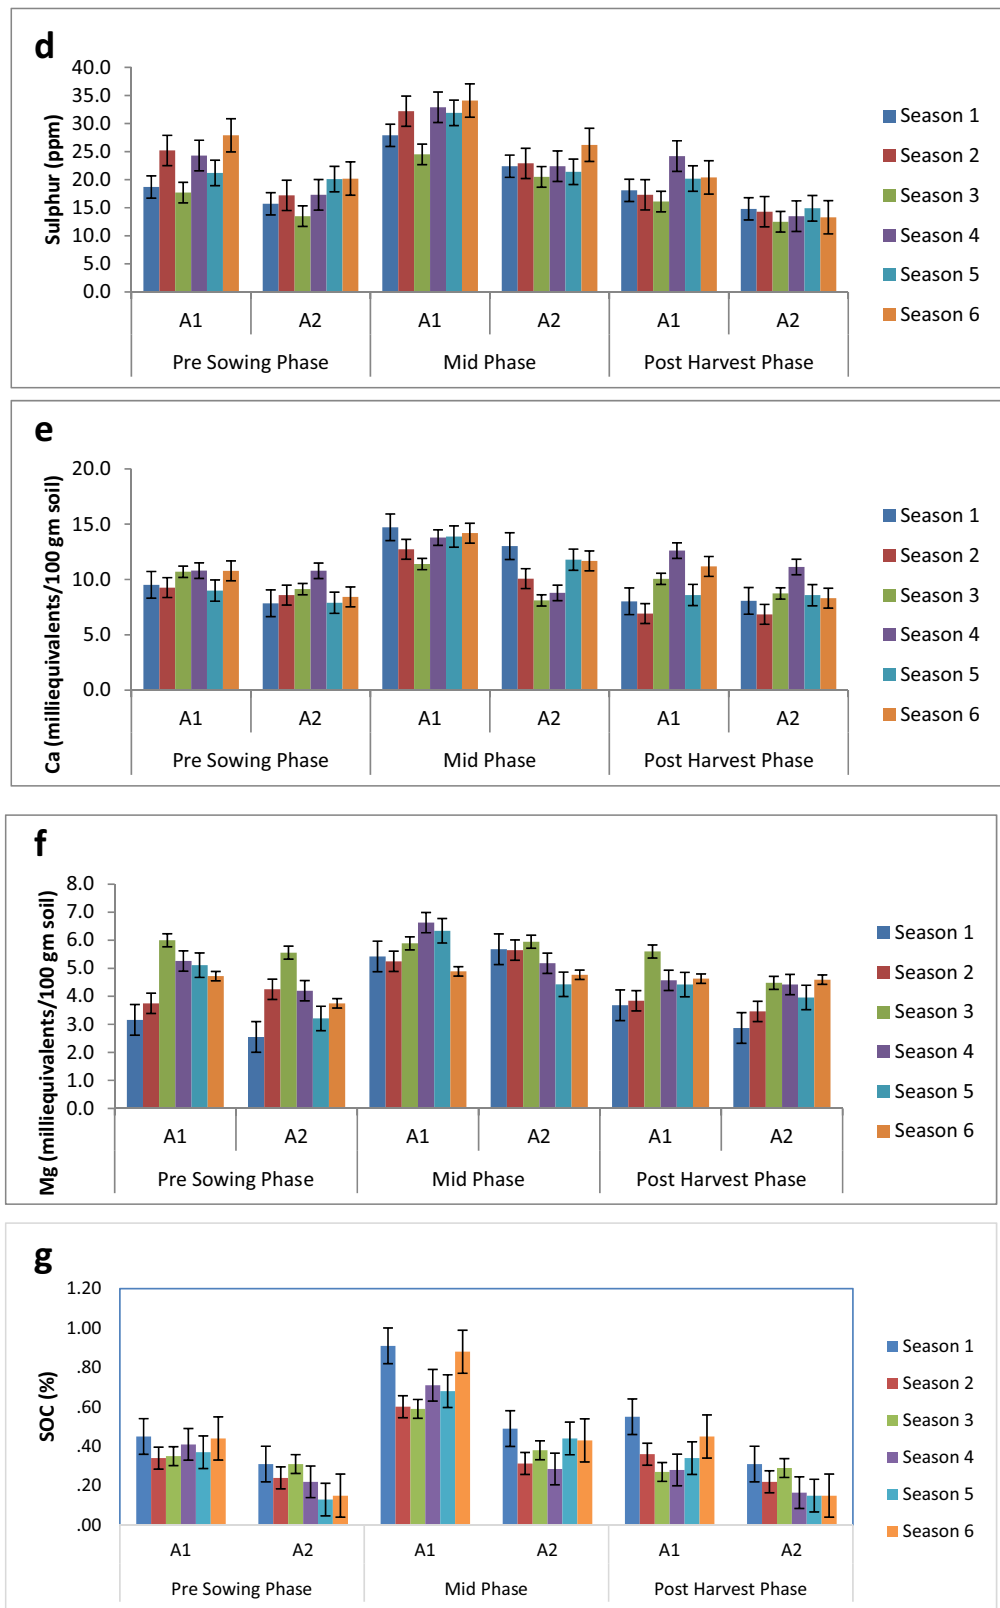 d
Sulphur (ppm)
40.0
35.0
30.0
25.0
20.0
15.0
10.0
5.0
0.0
A1 A2 A1 A2 A1 A2
Pre Sowing Phase Mid Phase Post Harvest Phase
Season 1
Season 2
Season 3
Season 4
Season 5
Season 6
e
Ca (milliequivalents/100 gm soil)
20.0
15.0
10.0
5.0
0.0
A1 A2 A1 A2 A1 A2
Pre Sowing Phase Mid Phase Post Harvest Phase
Season 1
Season 2
Season 3
Season 4
Season 5
Season 6
f
Mg (milliequivalents/100 gm soil)
8.0
7.0
6.0
5.0
4.0
3.0
2.0
1.0
0.0
A1 A2 A1 A2 A1 A2
Pre Sowing Phase Mid Phase Post Harvest Phase
Season 1
Season 2
Season 3
Season 4
Season 5
Season 6
g
SOC (%)
1.20
1.00
.80
.60
.40
.20
.00
A1 A2 A1 A2 A1 A2
Pre Sowing Phase Mid Phase Post Harvest Phase
Season 1
Season 2
Season 3
Season 4
Season 5
Season 6